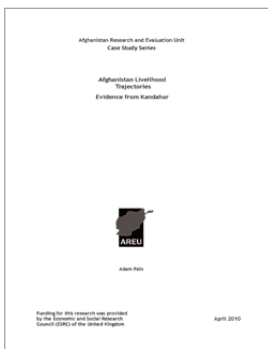 Afghanistan Research and Evaluation Unit
Case Study Series
Afghanistan Livelihood
Trajectories
Evidence from Kandahar
AREU
Adam Pain
Funding for this research was provided
by the Economic and Social Research
Council (ESRC) of the United Kingdom
April 2010